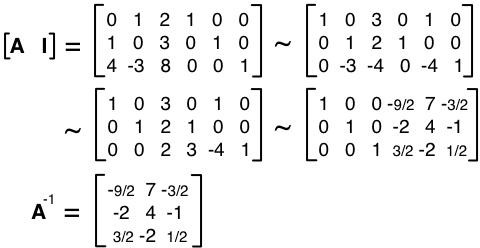 [A I] = [0 1 2 1 0 0 ~ [1 0 3 0 1 0
1 0 3 0 1 0 0 1 2 1 0 0
4 -3 8 0 0 1] 0 -3 -4 0 -4 1]
~ [1 0 3 0 1 0 ~ [1 0 0 -9/2 7 -3/2
0 1 2 1 0 0 0 1 0 -2 4 -1
0 0 2 3 -4 1] 0 0 1 3/2 -2 1/2]
A⁻¹ = [-9/2 7 -3/2
-2 4 -1
3/2 -2 1/2]